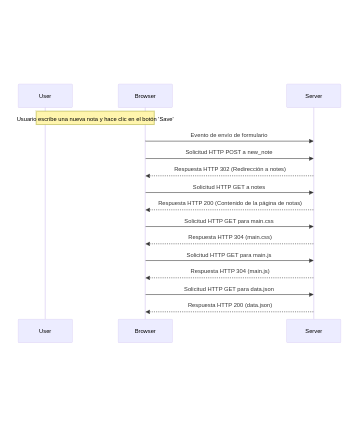 User Browser Server
Usuario escribe una nueva nota y hace clic en el botón 'Save'
Evento de envío de formulario
Solicitud HTTP POST a new_note
Respuesta HTTP 302 (Redirección a notes)
Solicitud HTTP GET a notes
Respuesta HTTP 200 (Contenido de la página de notas)
Solicitud HTTP GET para main.css
Respuesta HTTP 304 (main.css)
Solicitud HTTP GET para main.js
Respuesta HTTP 304 (main.js)
Solicitud HTTP GET para data.json
Respuesta HTTP 200 (data.json)
User Browser Server